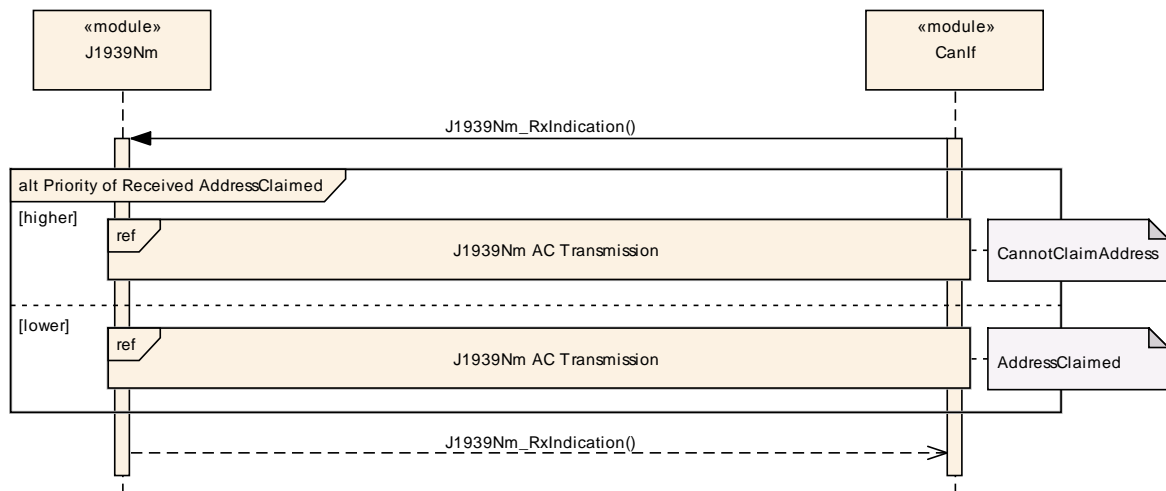 «module»
J1939Nm
«module»
CanIf
J1939Nm_RxIndication()
alt Priority of Received AddressClaimed
[higher]
ref
J1939Nm AC Transmission
CannotClaimAddress
[lower]
ref
J1939Nm AC Transmission
AddressClaimed
J1939Nm_RxIndication()